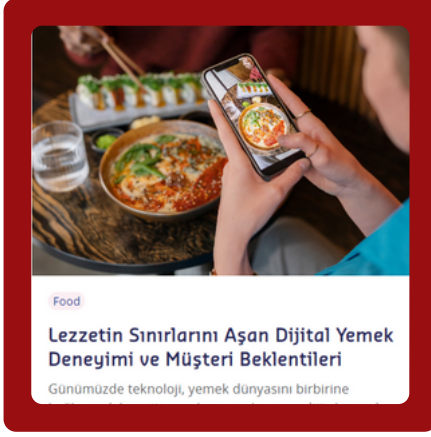 Food
Lezzetin Sınırlarını Aşan Dijital Yemek
Deneyimi ve Müşteri Beklentileri
Günümüzde teknoloji, yemek dünyasını birbirine